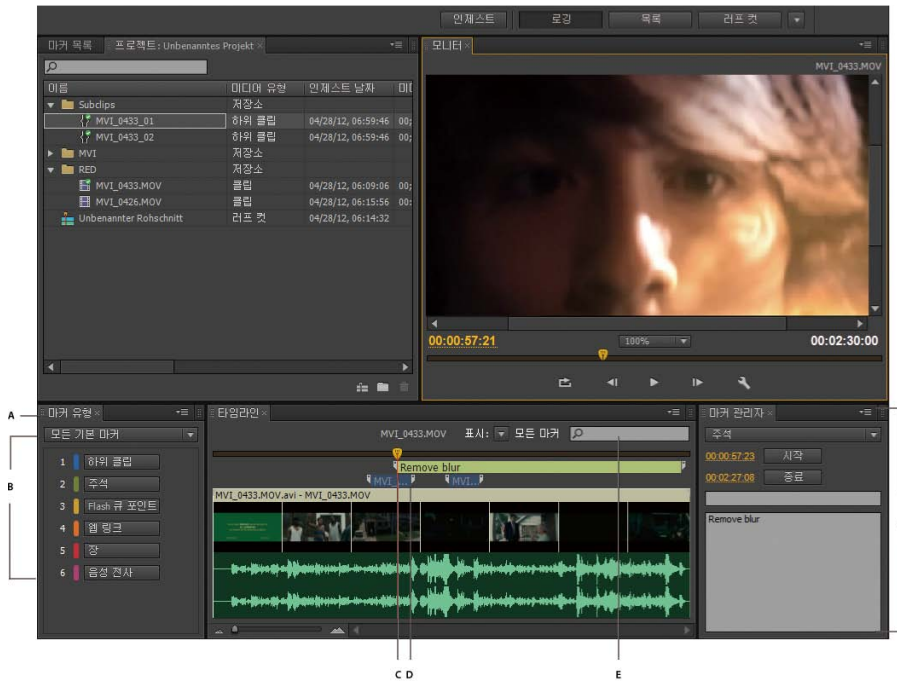 인제스트 로깅 목록 러프 컷
마커 목록 프로젝트: Unbenanntes Projekt
이름 미디어 유형 인제스트 날짜
Subclips 저장소
MVI_0433_01 하위 클립 04/28/12, 06:59:46 00;
MVI_0433_02 하위 클립 04/28/12, 06:59:46 00;
MVI 저장소
RED 저장소
MVI_0433.MOV 클립 04/28/12, 06:09:06 00;
MVI_0426.MOV 클립 04/28/12, 06:15:56 00:
Unbenannter Rohschnitt 러프 컷 04/28/12, 06:14:32
모니터
MVI_0433.MOV
00:00:57:21 100% 00:02:30:00
A
마커 유형
B
모든 기본 마커
1 하위 클립
2 주석
3 Flash 큐 포인트
4 웹 링크
5 장
6 음성 전사
타임라인
MVI_0433.MOV 표시: 모든 마커
Remove blur
MVI_... MVI...
MVI_0433.MOV.avi - MVI_0433.MOV
마커 관리자
주석
00:00:57:23 시작
00:02:27:08 종료
Remove blur
C D E